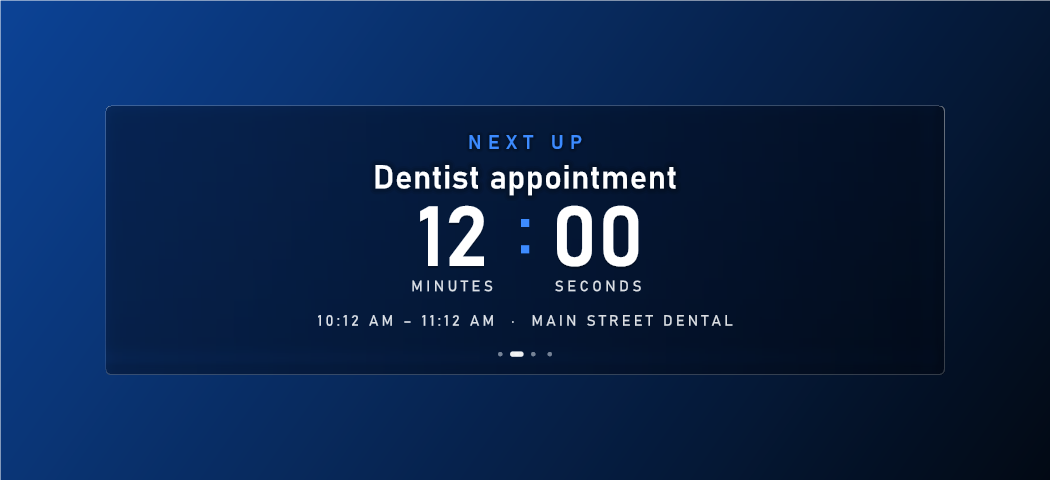 NEXT UP
Dentist appointment
12 : 00
MINUTES SECONDS
10:12 AM – 11:12 AM · MAIN STREET DENTAL